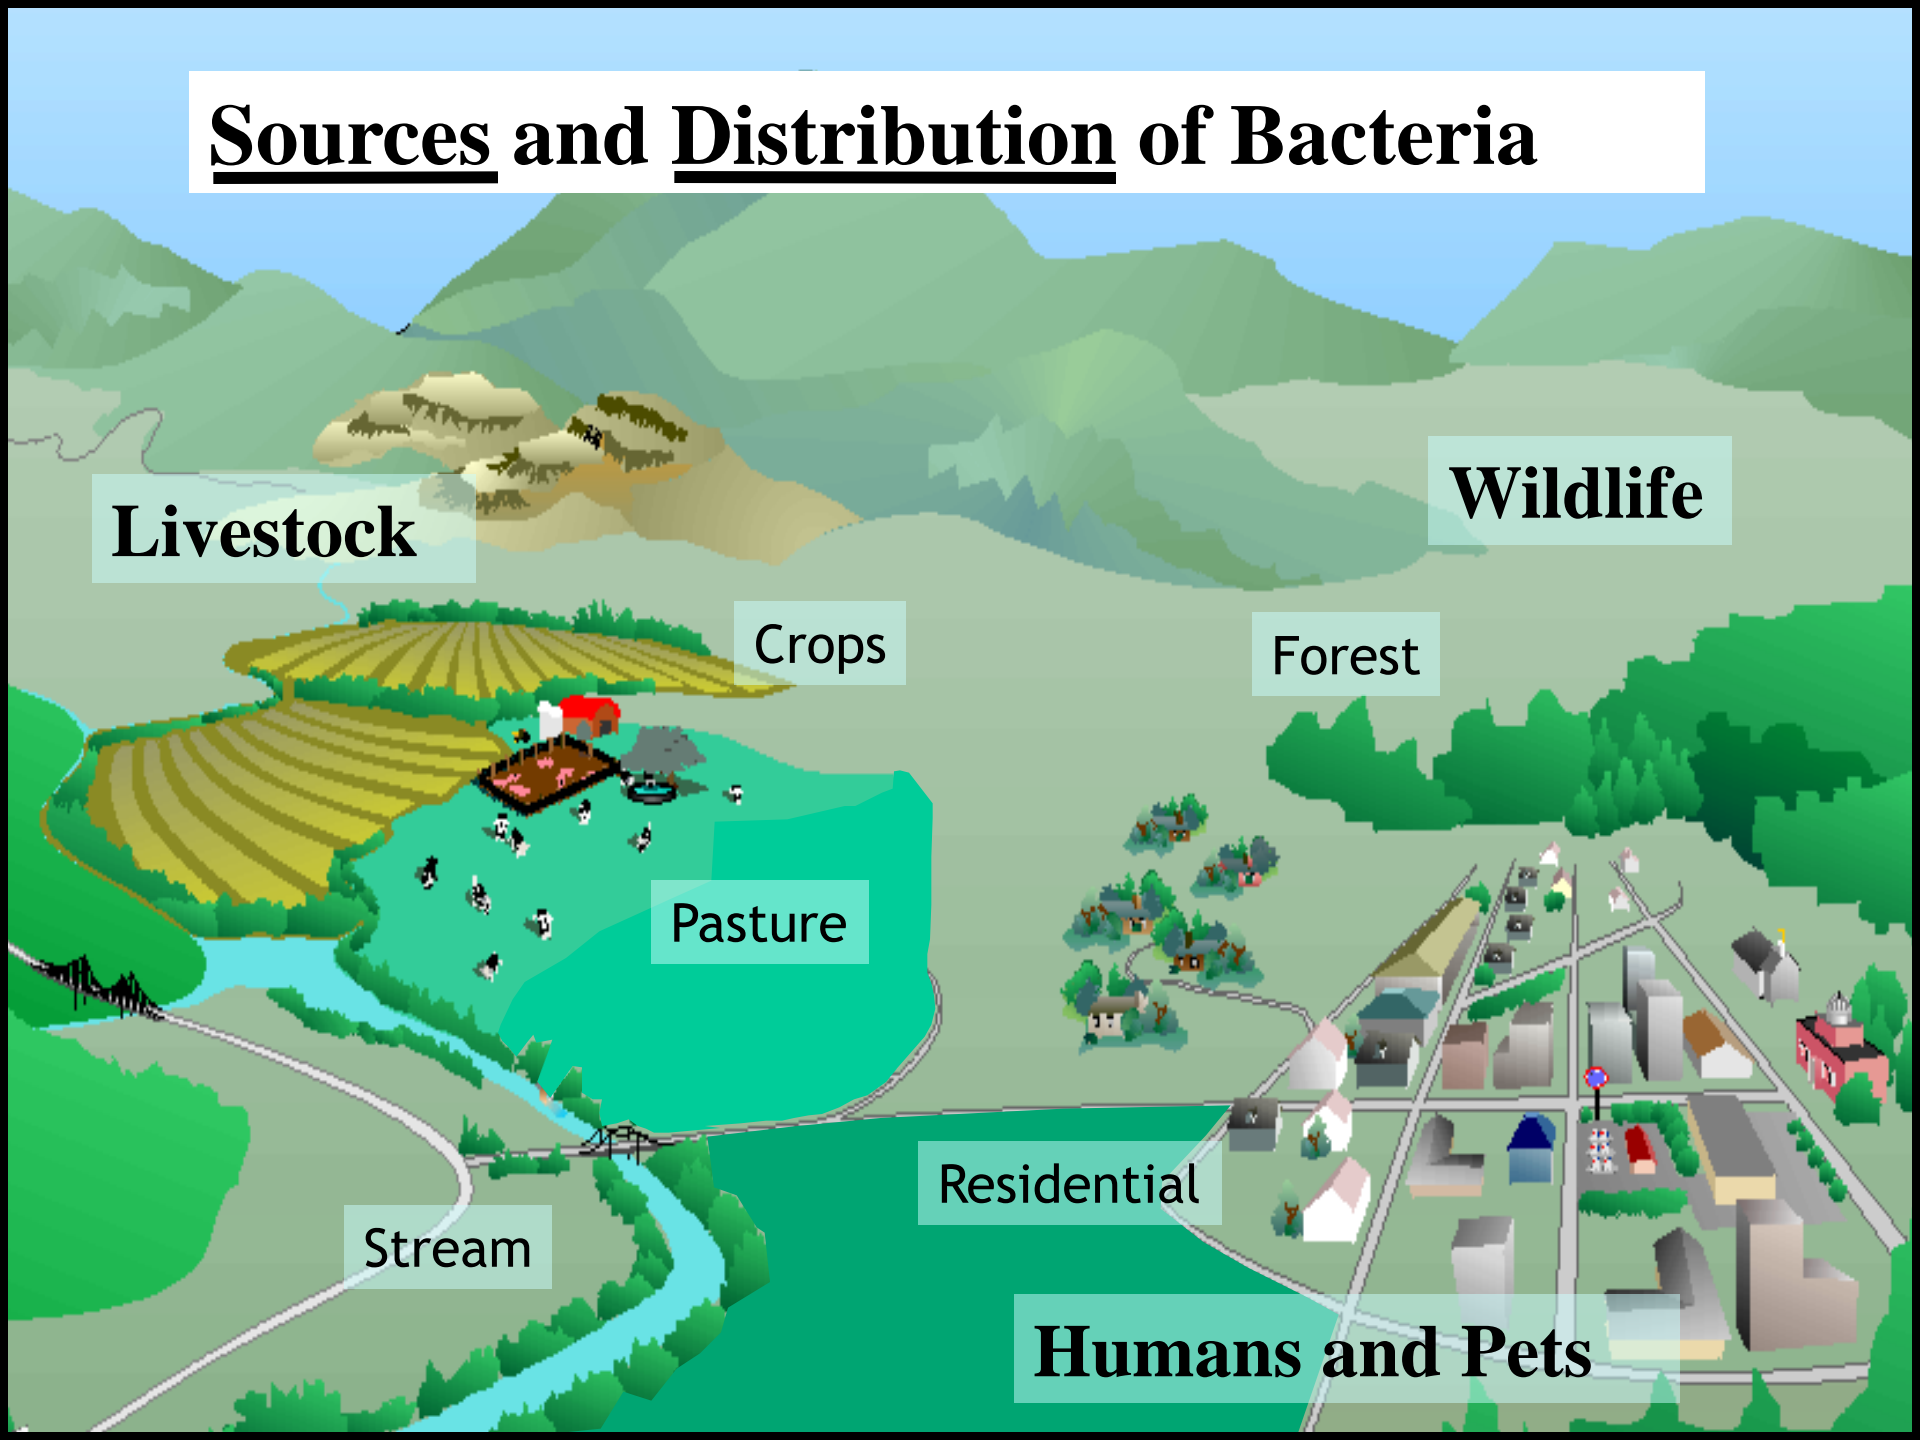 Sources and Distribution of Bacteria
Wildlife
Livestock
Crops
Forest
Pasture
Residential
Stream
Humans and Pets